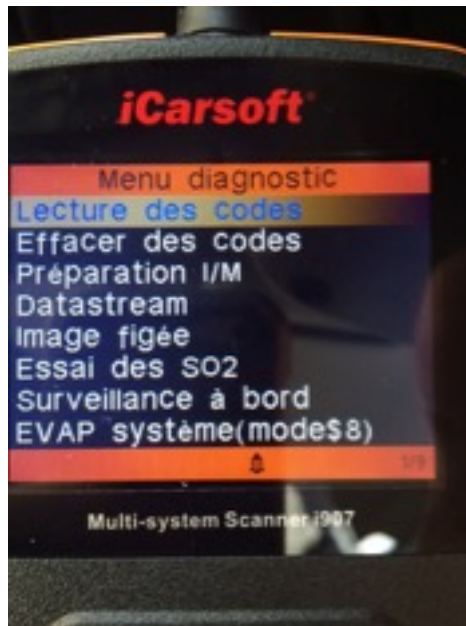 iCarsoft
Menu diagnostic
Lecture des codes
Effacer des codes
Préparation I/M
Datastream
Image figée
Essai des SO2
Surveillance à bord
EVAP système(mode$8)
1/9
Multi-system Scanner i907